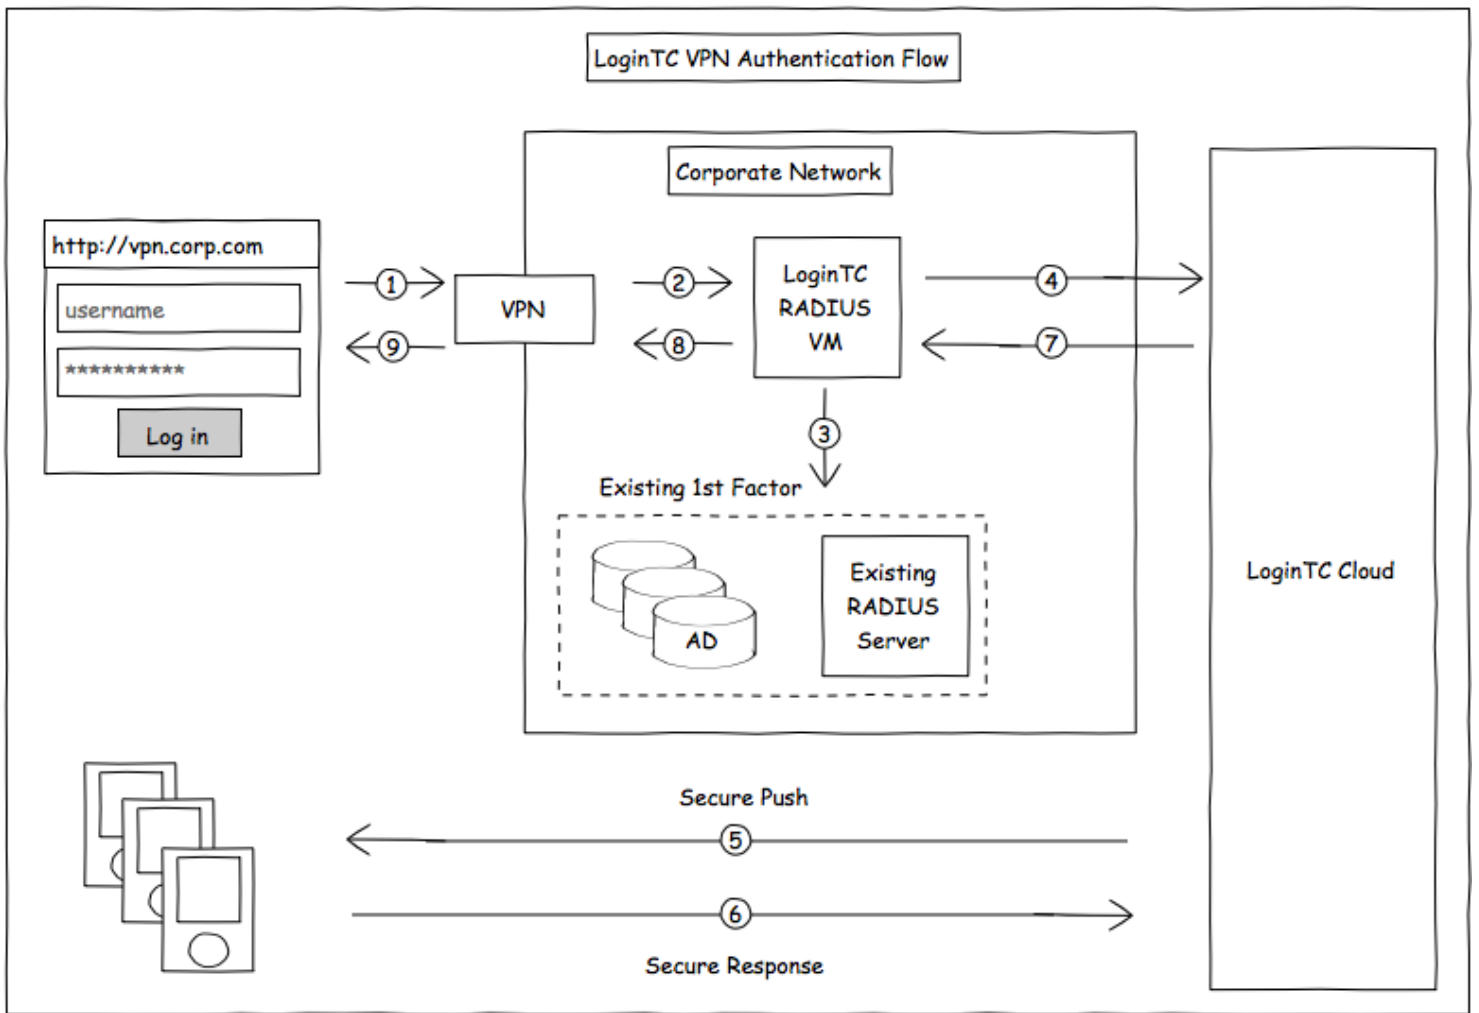 LoginTC VPN Authentication Flow
Corporate Network
http://vpn.corp.com
username
**********
Log in
1
9
VPN
2
8
LoginTC
RADIUS
VM
4
7
3
Existing 1st Factor
AD
Existing
RADIUS
Server
LoginTC Cloud
Secure Push
5
6
Secure Response